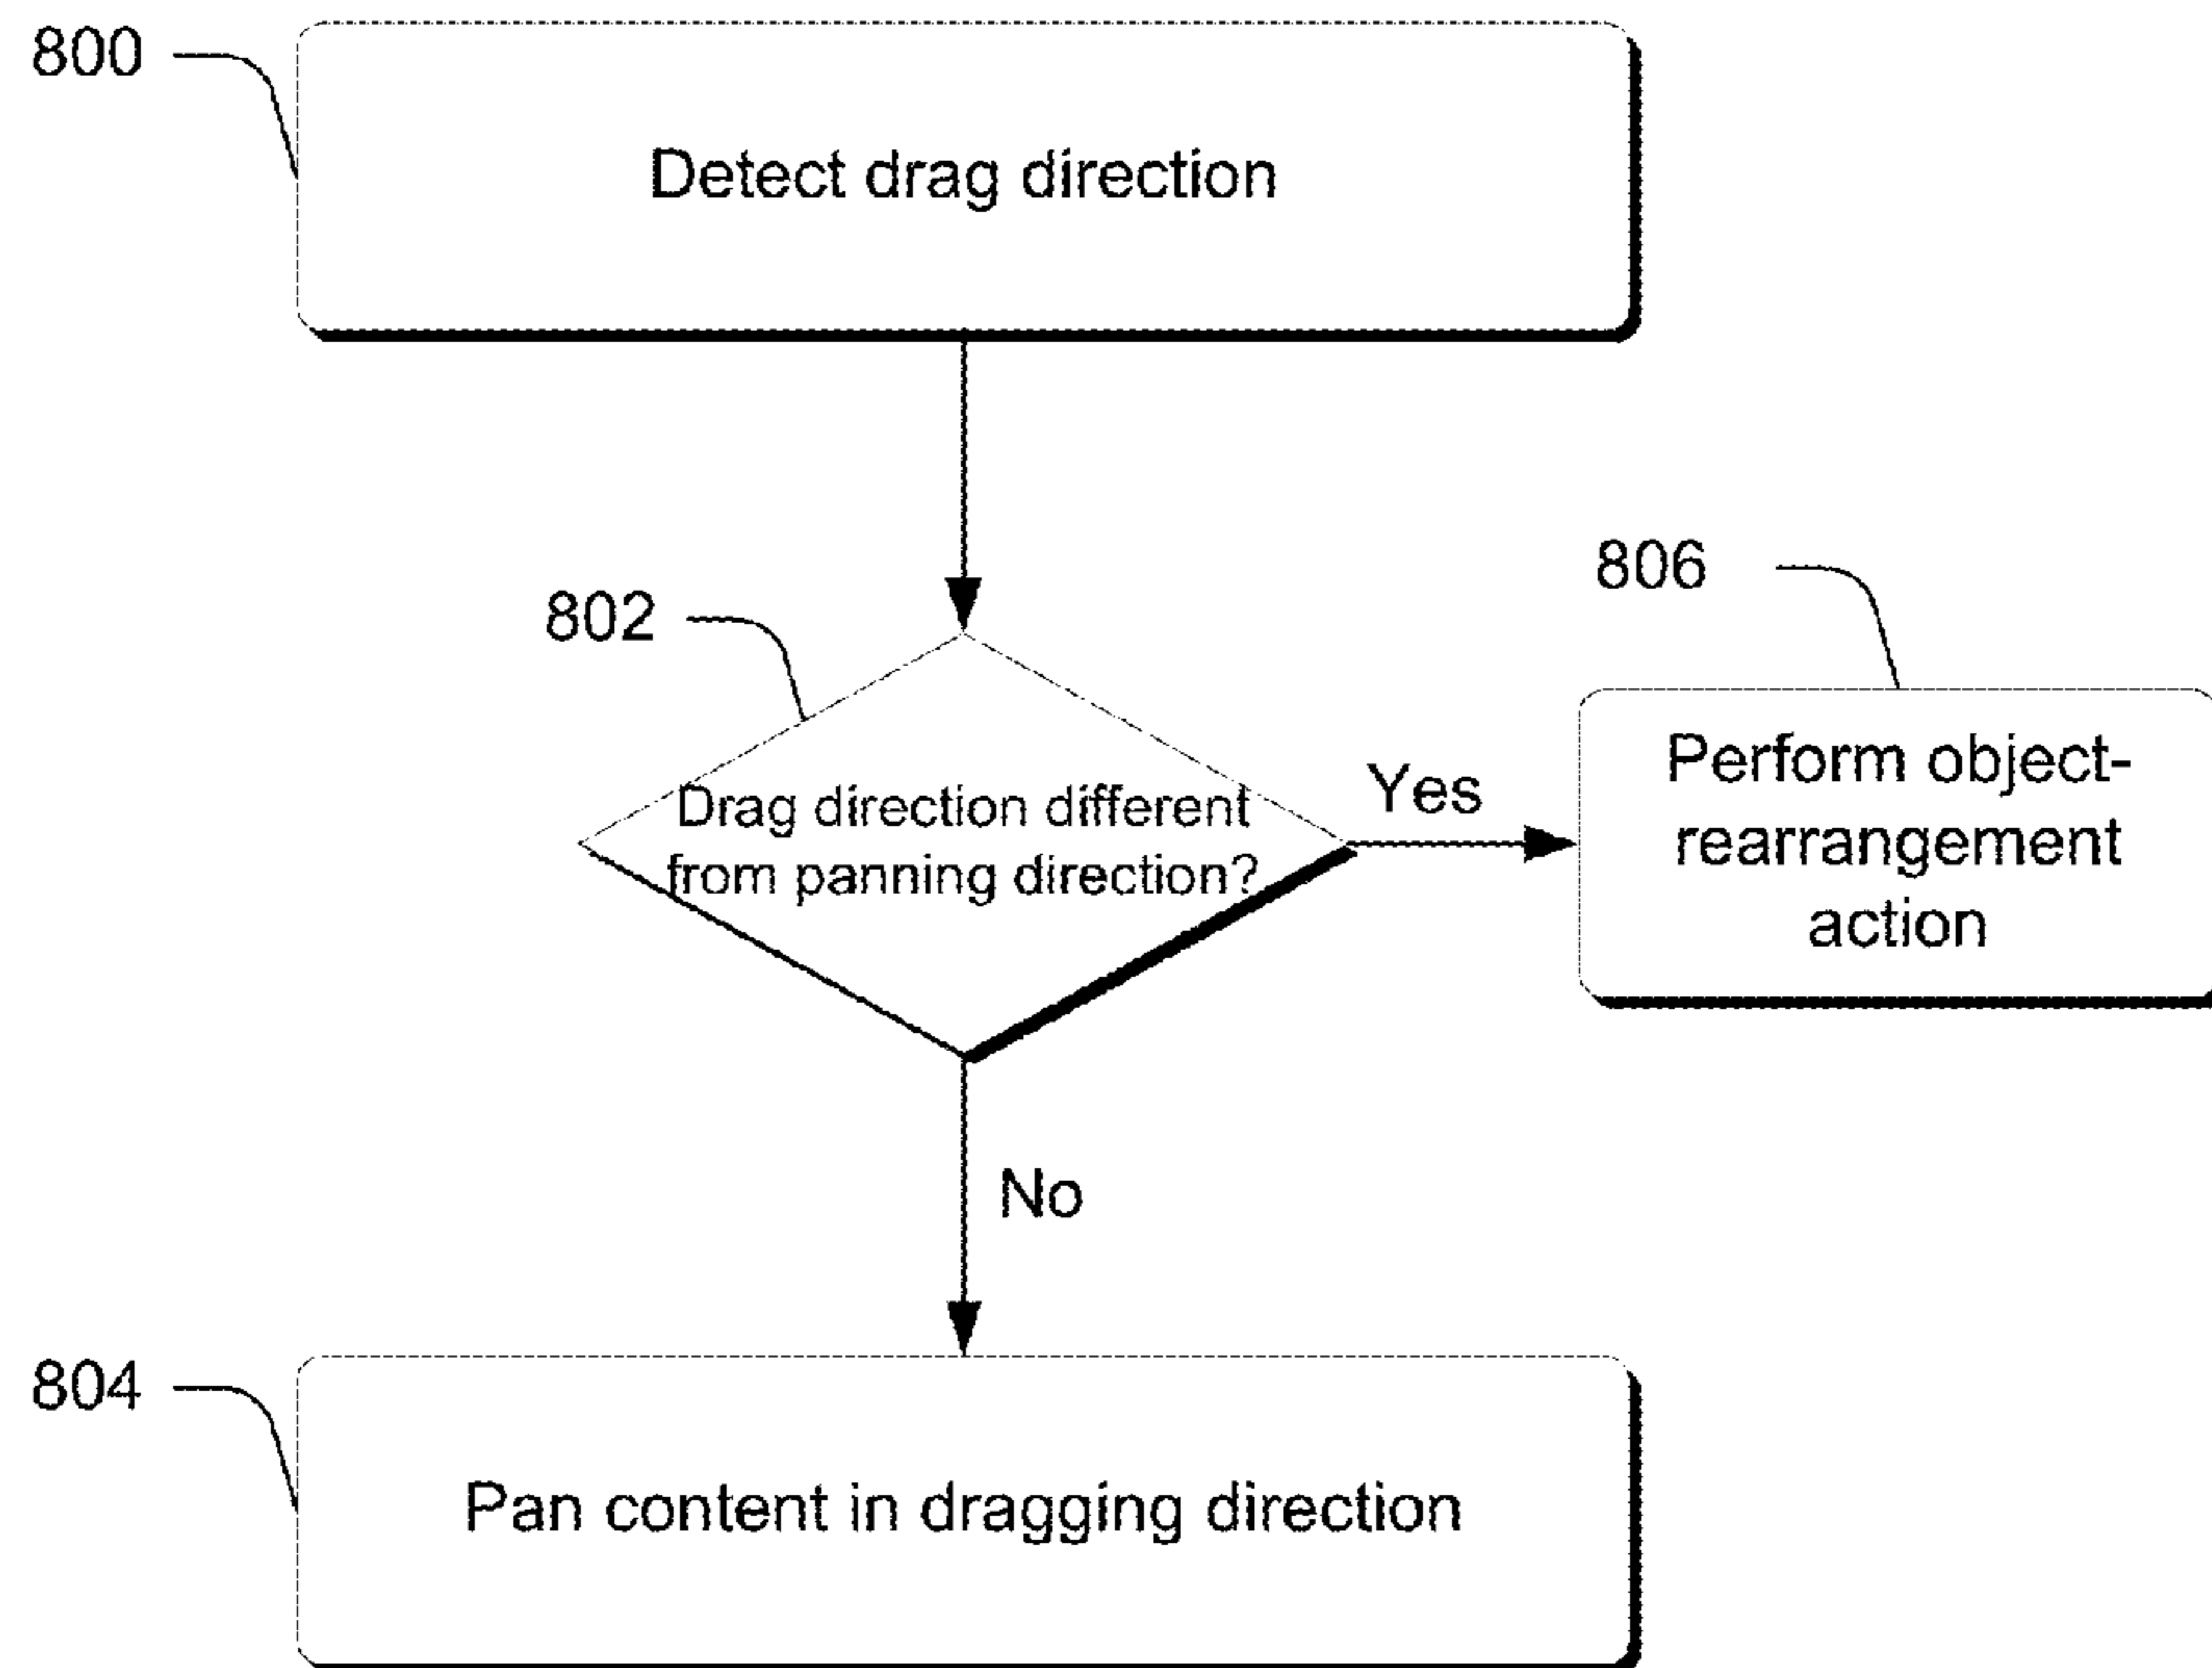 800
Detect drag direction
802
Drag direction different
from panning direction?
Yes
806
Perform object-
rearrangement
action
No
804
Pan content in dragging direction